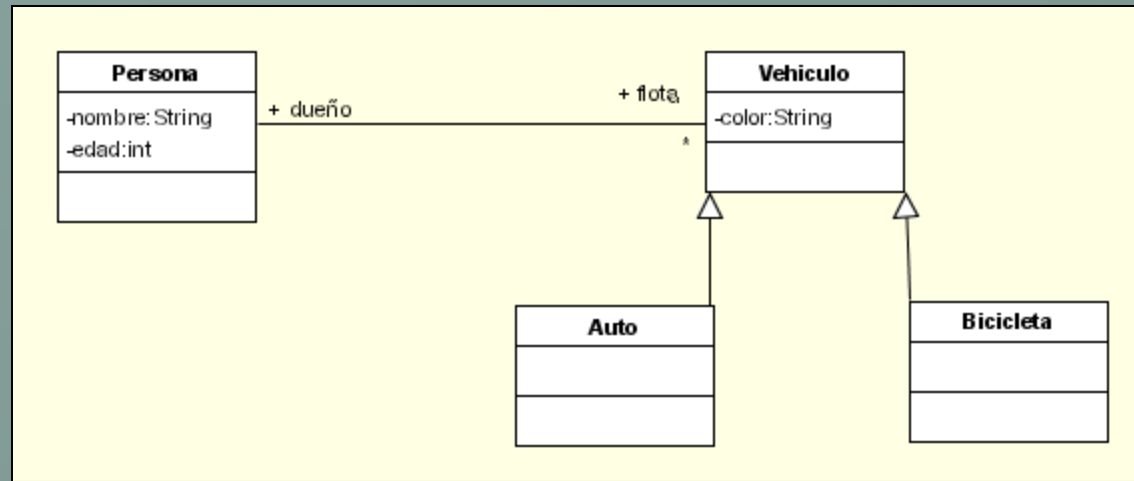 Persona
-nombre:String
-edad:int
+ dueño
+ flota
*
Vehiculo
-color:String
Auto
Bicicleta